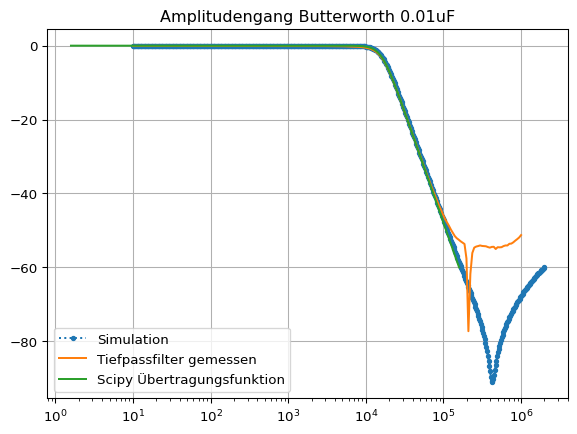 Amplitudengang Butterworth 0.01uF
0
−20
−40
−60
−80
Simulation
Tiefpassfilter gemessen
Scipy Übertragungsfunktion
10⁰ 10¹ 10² 10³ 10⁴ 10⁵ 10⁶